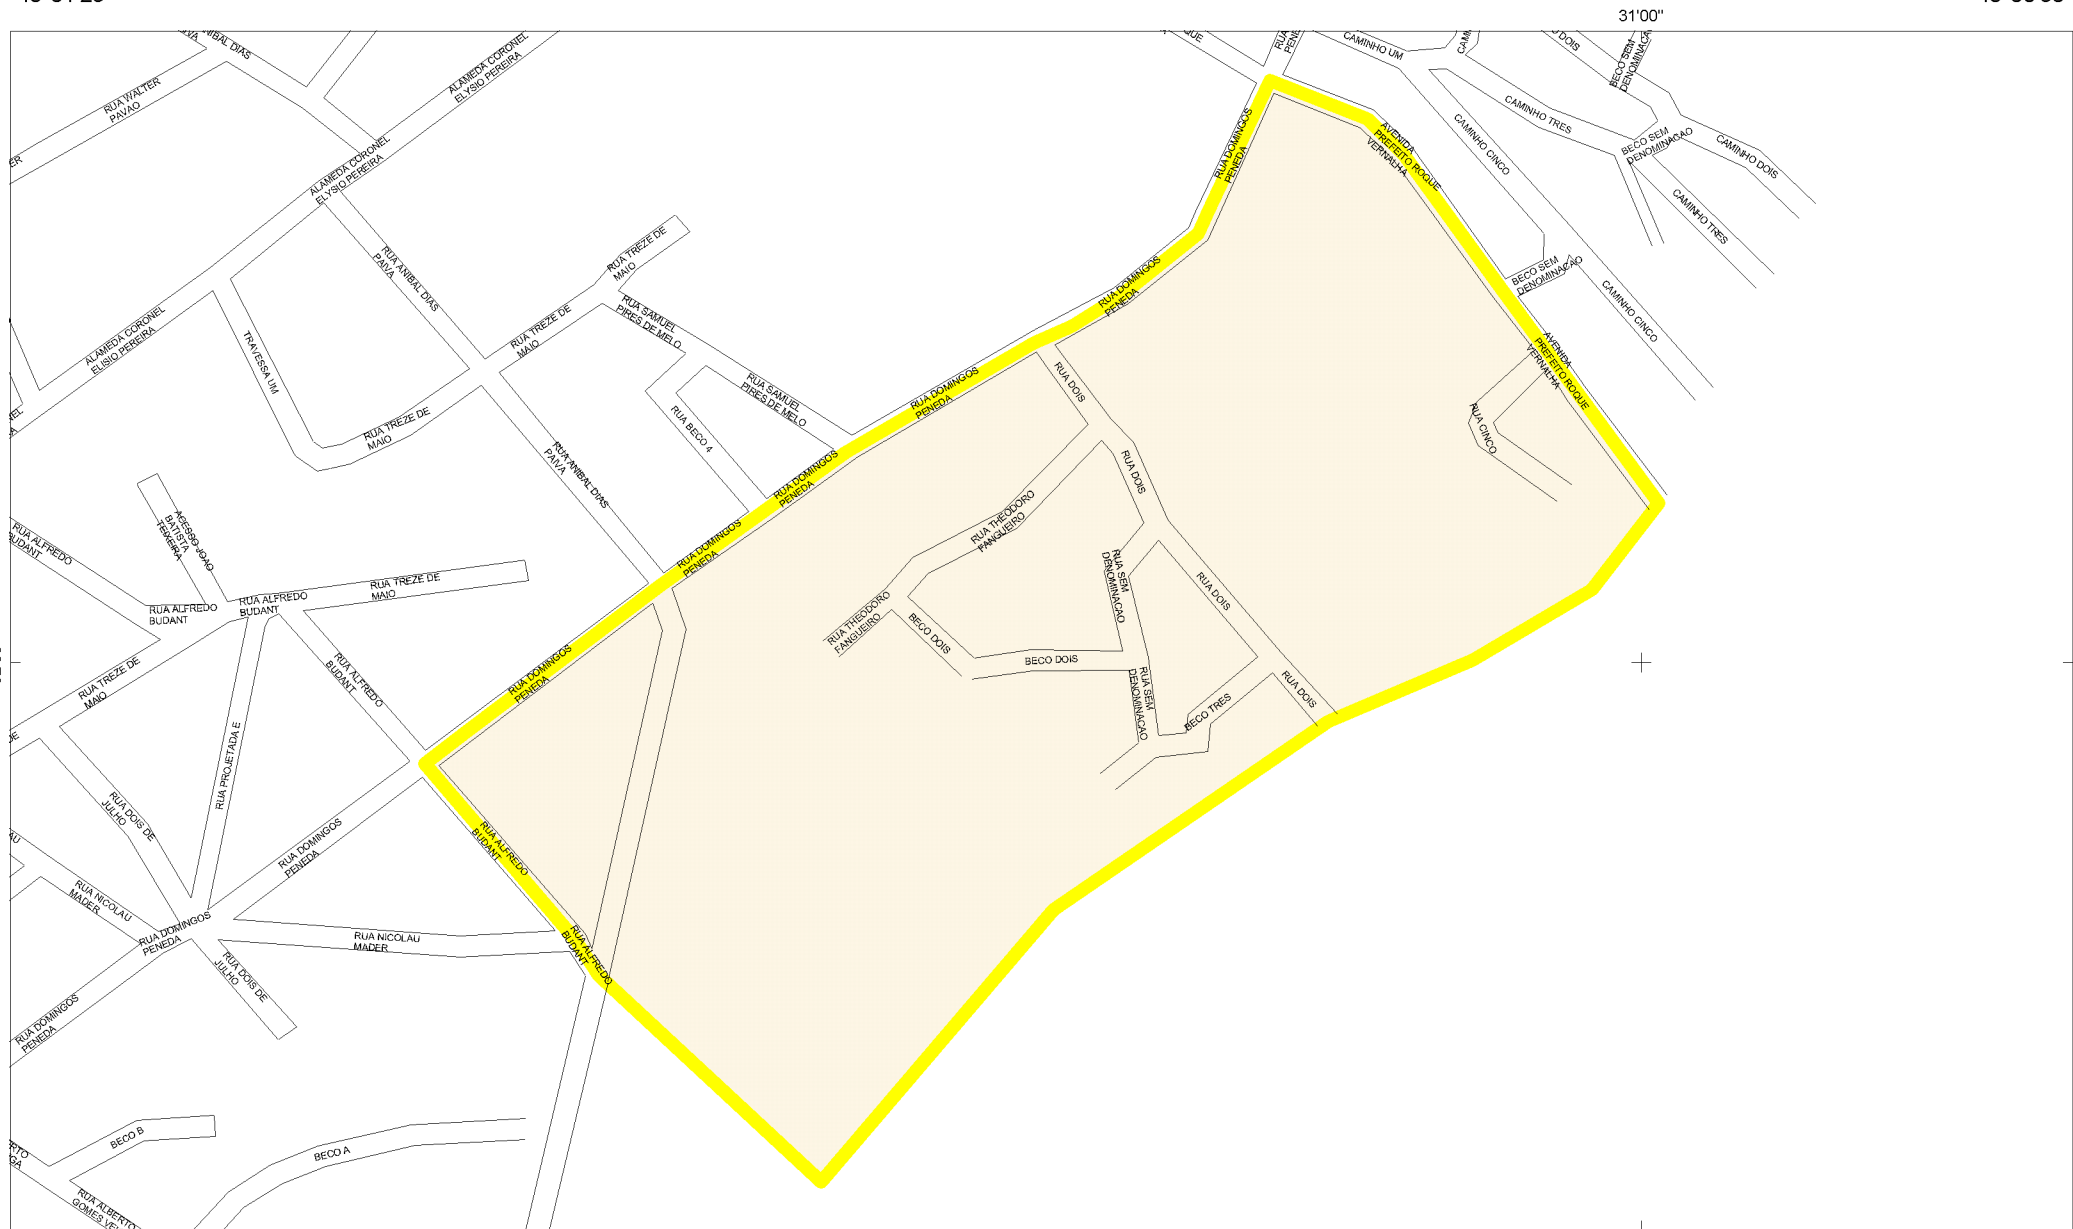 31'00"
RUA WALTER
PAVAO
ALAMEDA CORONEL
ELYSIO PEREIRA
ALAMEDA CORONEL
ELYSIO PEREIRA
CAMINHO UM
BECO SEM
CAMINHO TRES
CAMINHO CINCO
BECO SEM
DENOMINACAO
CAMINHO DOIS
CAMINHO TRES
AVENIDA
PREFEITO ROQUE
VERNALHA
RUA DOMINGOS
PENEDA
RUA ANIBAL DIAS
PAIVA
RUA TREZE DE
MAIO
RUA TREZE DE
MAIO
RUA SAMUEL
PIRES DE MELO
RUA SAMUEL
PIRES DE MELO
RUA BECO 4
RUA DOMINGOS
PENEDA
BECO SEM
DENOMINACAO
CAMINHO CINCO
ALAMEDA CORONEL
ELISIO PEREIRA
TRAVESSA UM
RUA TREZE DE
MAIO
RUA DOMINGOS
PENEDA
RUA DOIS
AVENIDA
PREFEITO ROQUE
VERNALHA
RUA CINCO
RUA ANIBAL DIAS
PAIVA
RUA DOMINGOS
PENEDA
RUA DOIS
RUA THEODORO
FANGUEIRO
ACESSO JOAO
BATISTA
TEIXEIRA
RUA ALFREDO
BUDANT
RUA DOMINGOS
PENEDA
RUA TREZE DE
MAIO
RUA ALFREDO
BUDANT
RUA ALFREDO
BUDANT
RUA SEM
DENOMINACAO
RUA DOIS
RUA THEODORO
FANGUEIRO
BECO DOIS
BECO DOIS
RUA SEM
DENOMINACAO
RUA DOIS
BECO TRES
RUA TREZE DE
MAIO
RUA ALFREDO
BUDANT
RUA DOMINGOS
PENEDA
RUA PROJETADA E
RUA DOIS DE
JULHO
RUA DOMINGOS
PENEDA
RUA ALFREDO
BUDANT
RUA NICOLAU
MADER
RUA DOMINGOS
PENEDA
RUA NICOLAU
MADER
RUA ALFREDO
BUDANT
RUA DOIS DE
JULHO
RUA DOMINGOS
PENEDA
BECO B
BECO A
RUA ALBERTO
GOMES